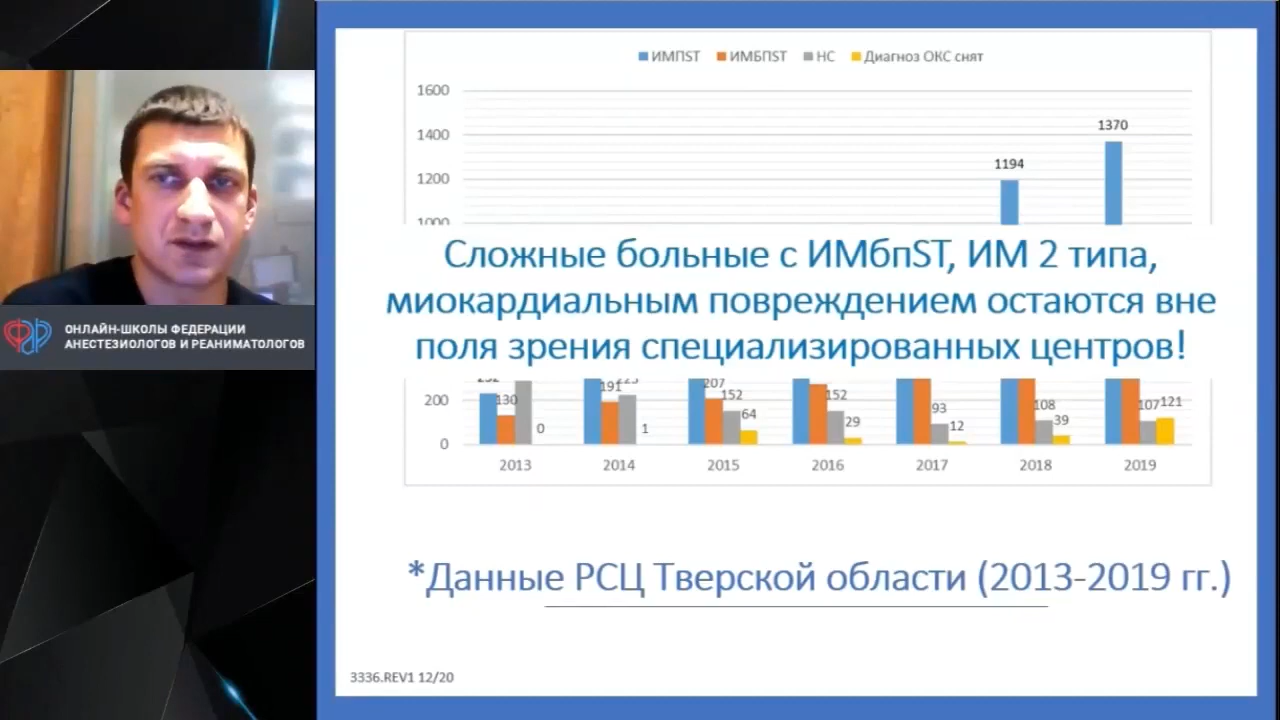 ОНЛАЙН-ШКОЛЫ ФЕДЕРАЦИИ
АНЕСТЕЗИОЛОГОВ И РЕАНИМАТОЛОГОВ
ИМПST ИМБПST НС Диагноз ОКС снят
1600
1400
1200
1000
1370
1194
Сложные больные с ИМбпST, ИМ 2 типа,
миокардиальным повреждением остаются вне
поля зрения специализированных центров!
200
0
130 0
191 1
207 152 64
152 29
93 12
108 39
107 121
2013 2014 2015 2016 2017 2018 2019
*Данные РСЦ Тверской области (2013-2019 гг.)
3336.REV1 12/20